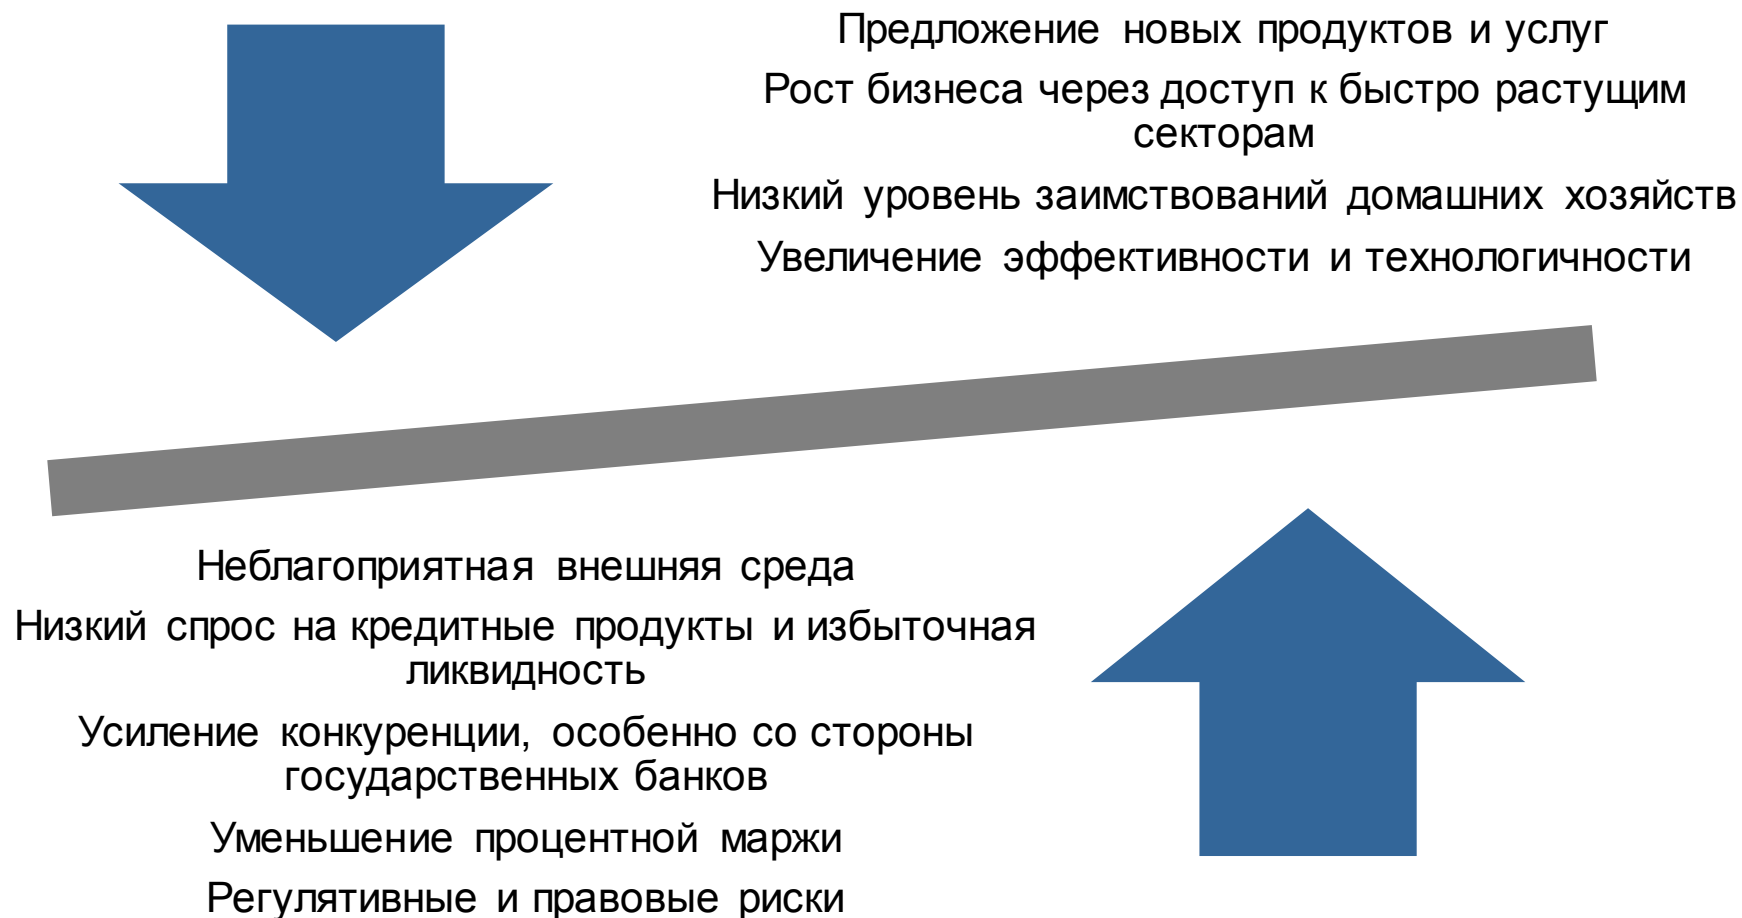 Предложение новых продуктов и услуг
Рост бизнеса через доступ к быстро растущим
секторам
Низкий уровень заимствований домашних хозяйств
Увеличение эффективности и технологичности
Неблагоприятная внешняя среда
Низкий спрос на кредитные продукты и избыточная
ликвидность
Усиление конкуренции, особенно со стороны
государственных банков
Уменьшение процентной маржи
Регулятивные и правовые риски